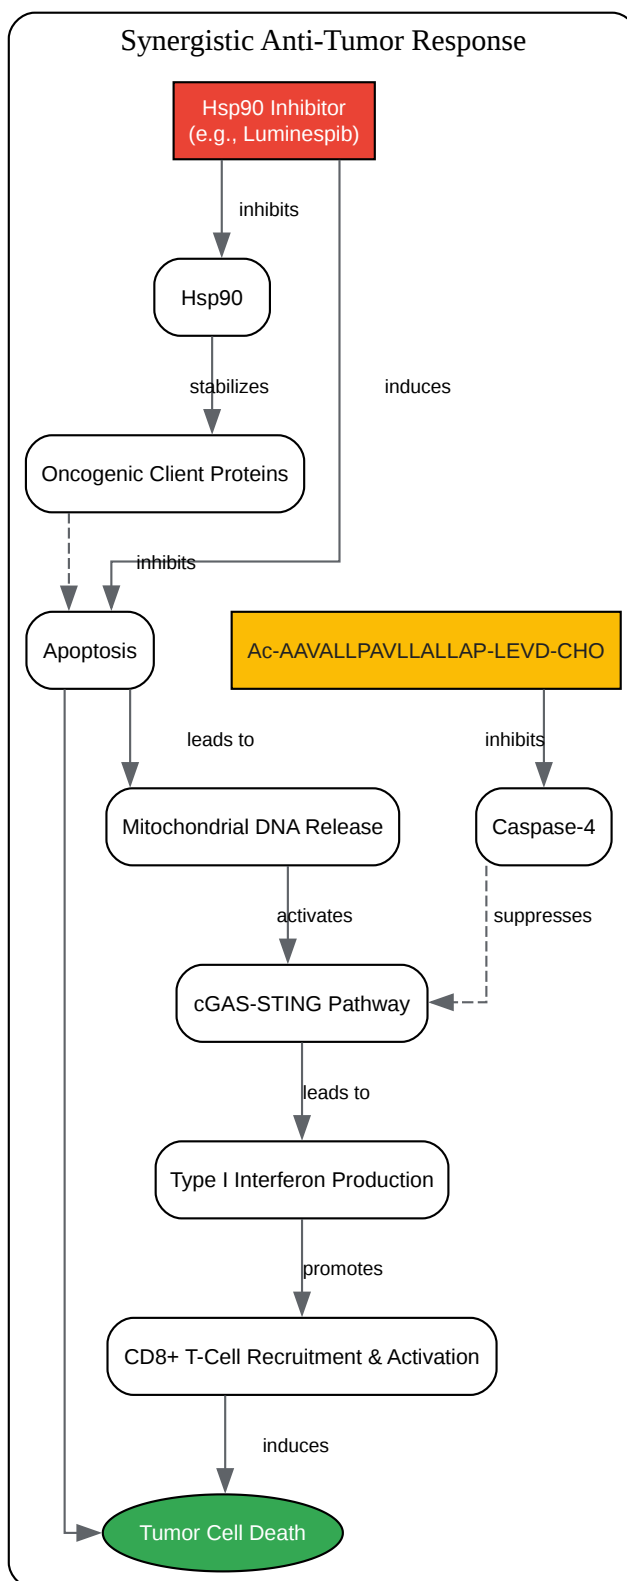 Synergistic Anti-Tumor Response
Hsp90 Inhibitor
(e.g., Luminespib)
inhibits
Hsp90
stabilizes
induces
Oncogenic Client Proteins
inhibits
Apoptosis
Ac-AAVALLPAVLLALLAP-LEVD-CHO
leads to
inhibits
Mitochondrial DNA Release
Caspase-4
activates
suppresses
cGAS-STING Pathway
leads to
Type I Interferon Production
promotes
CD8+ T-Cell Recruitment & Activation
induces
Tumor Cell Death